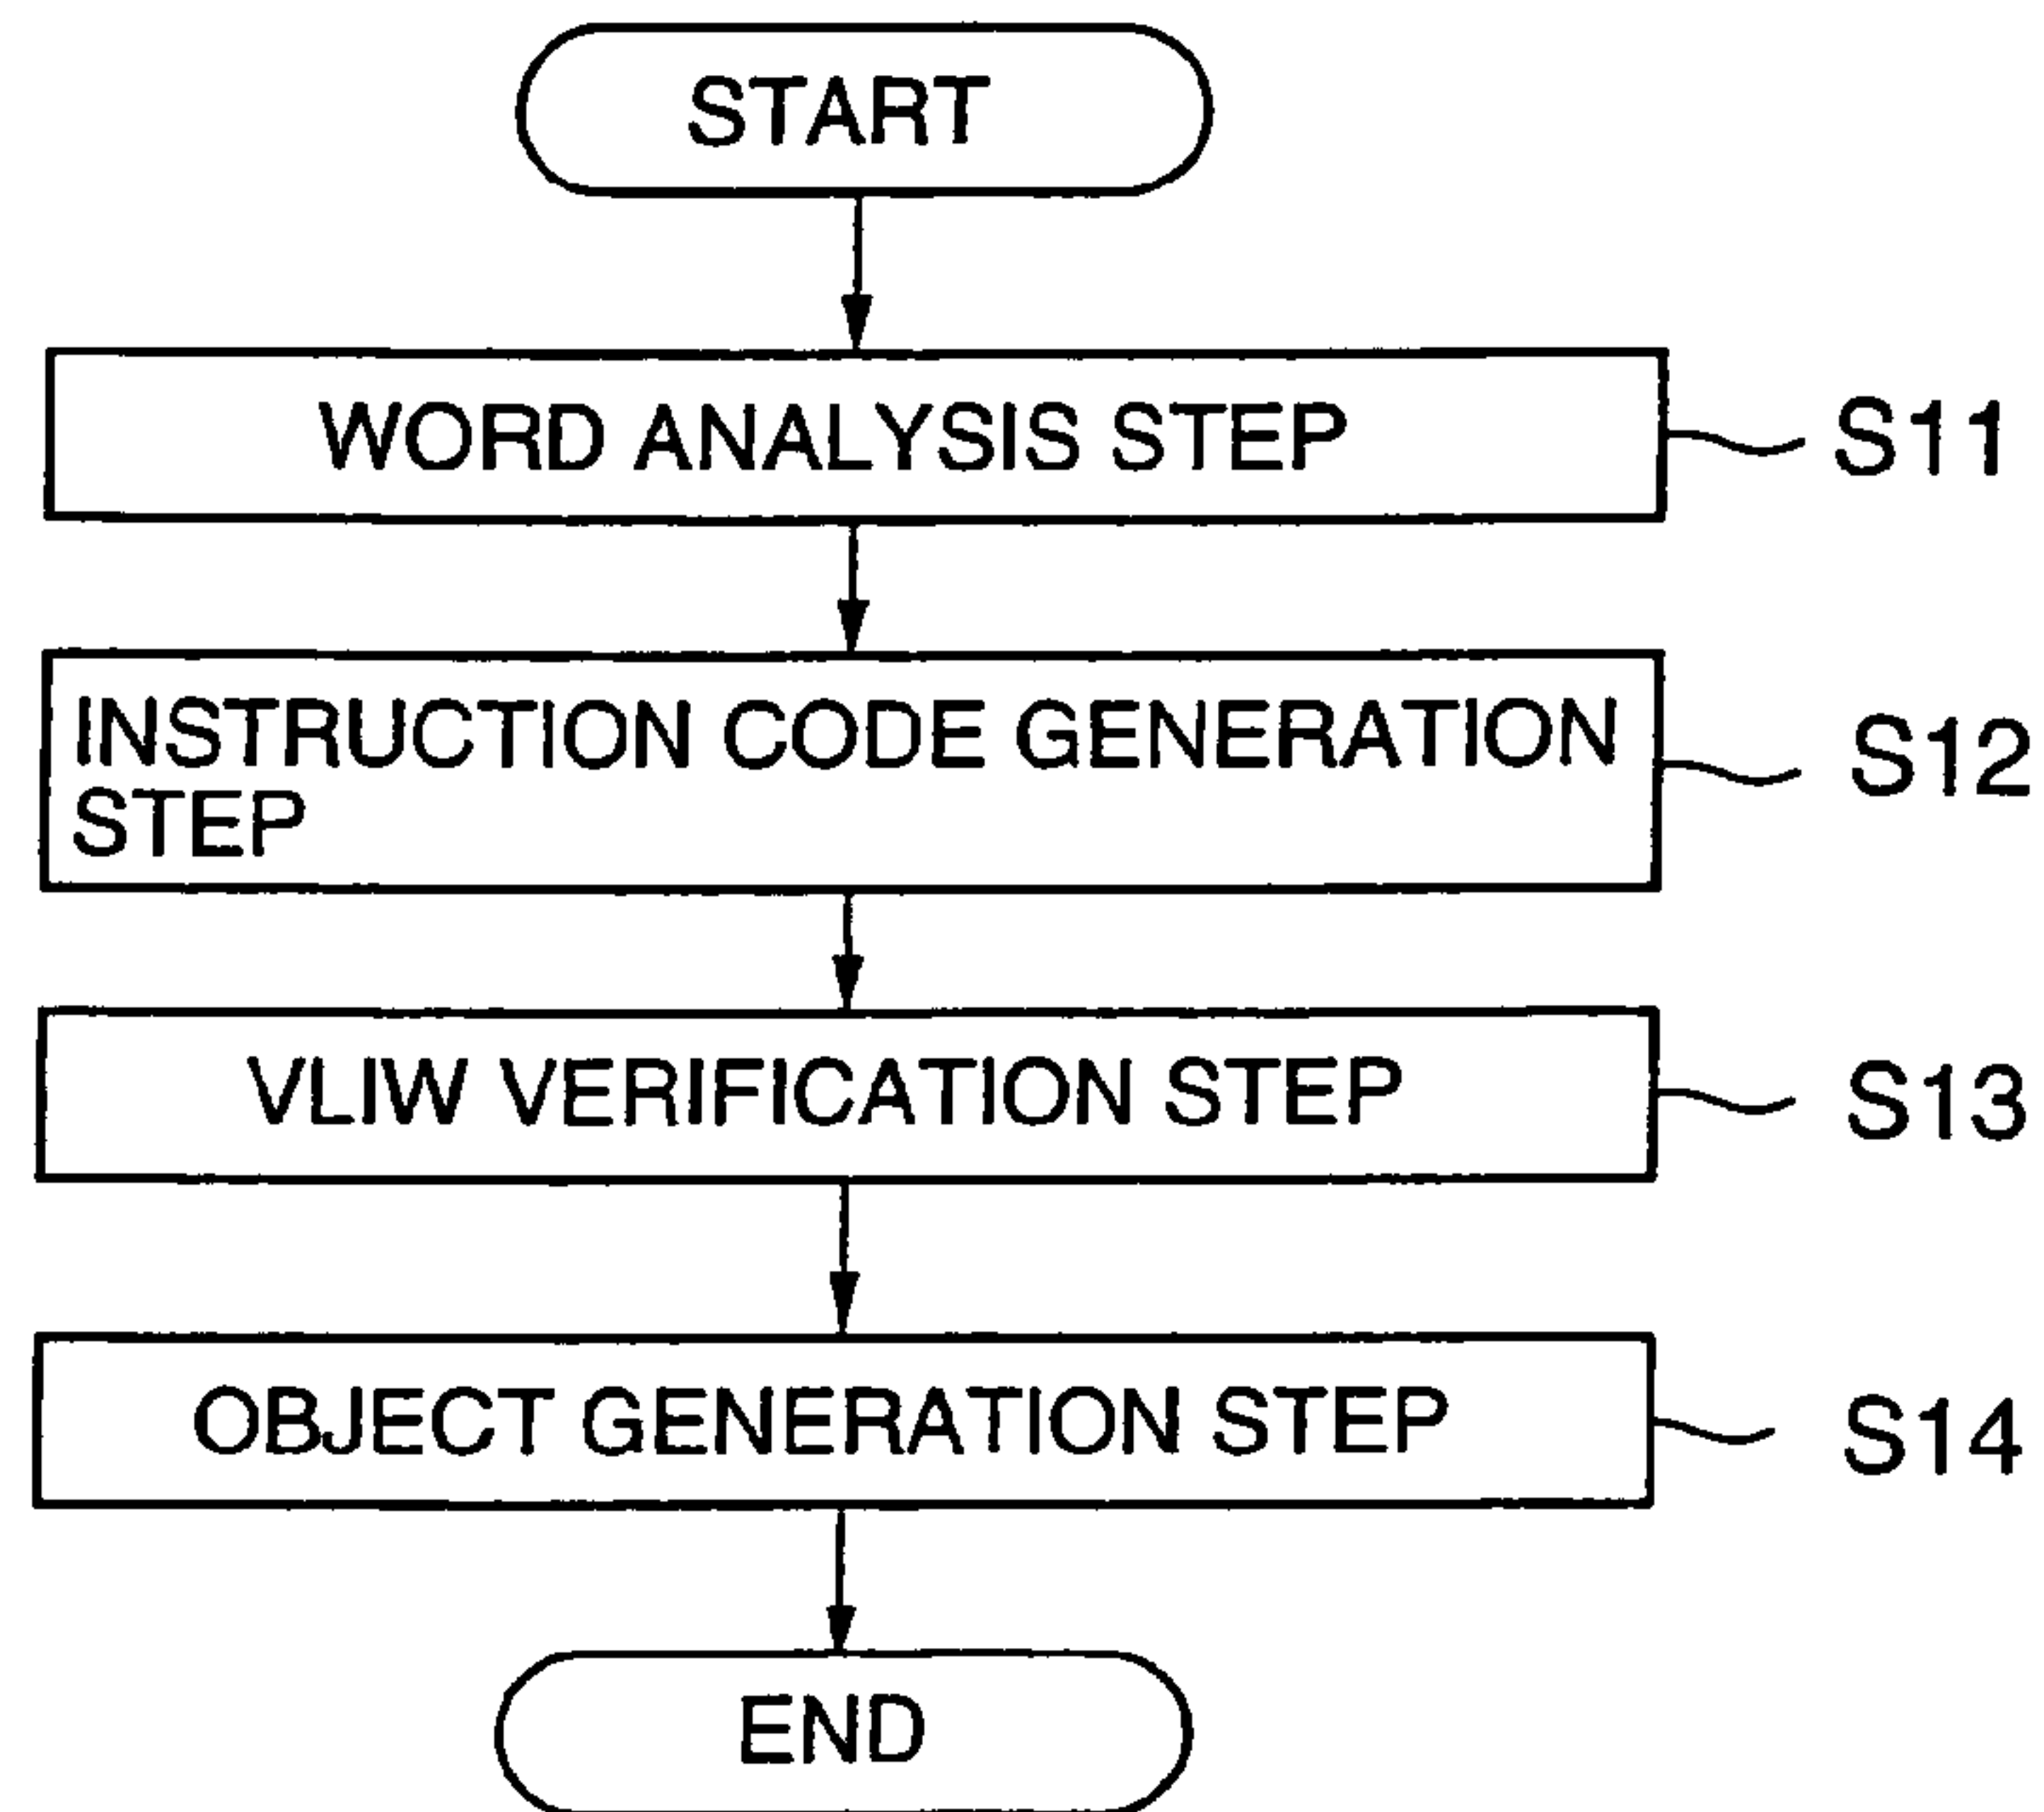 START
WORD ANALYSIS STEP
S11
INSTRUCTION CODE GENERATION
STEP
S12
VLIW VERIFICATION STEP
S13
OBJECT GENERATION STEP
S14
END